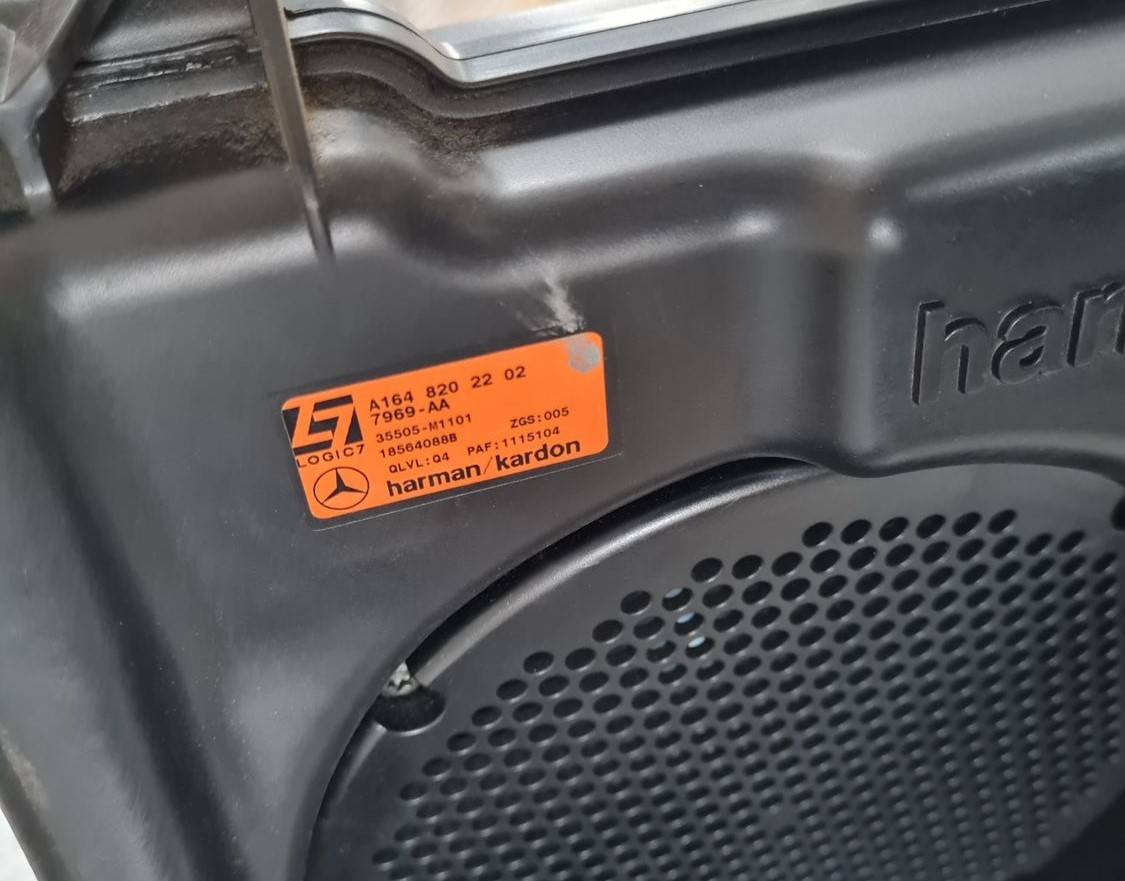 A164 820 22 02
7969-AA
35505-M1101 ZGS:005
18564088B
LOGIC7
QLVL:Q4 PAF:1115104
harman/kardon
har